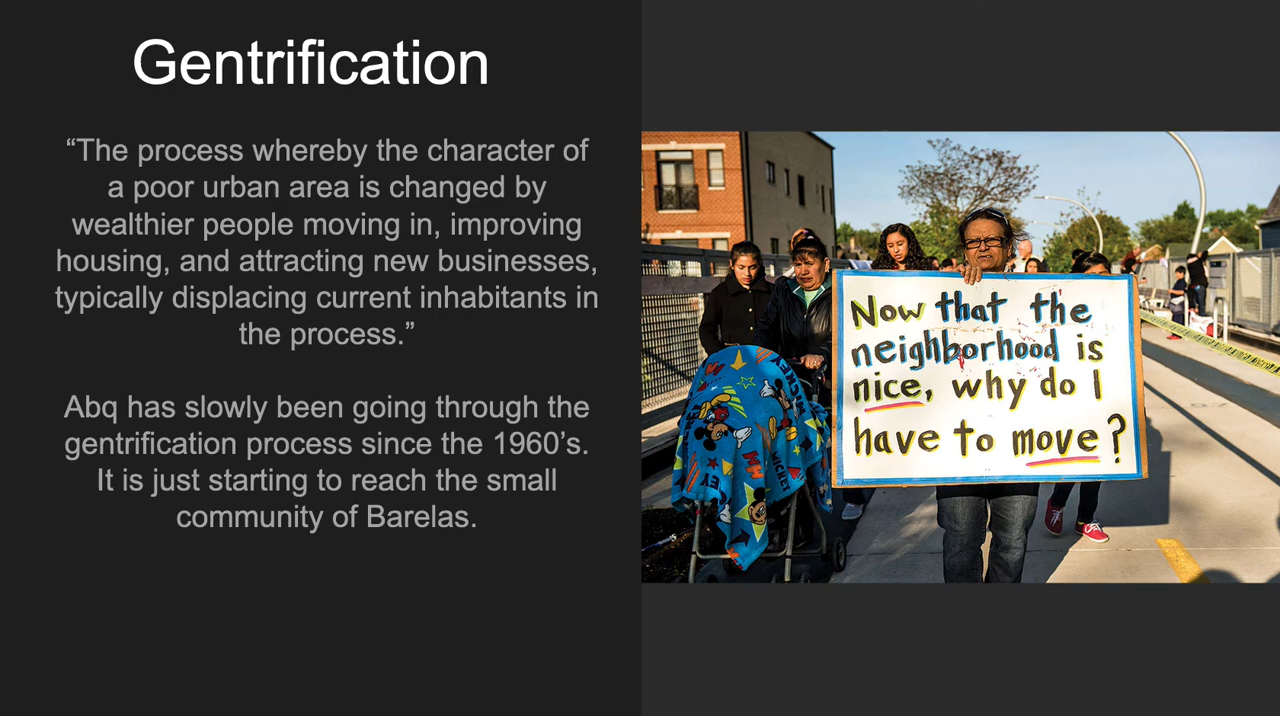 Gentrification
“The process whereby the character of
a poor urban area is changed by
wealthier people moving in, improving
housing, and attracting new businesses,
typically displacing current inhabitants in
the process.”
Abq has slowly been going through the
gentrification process since the 1960’s.
It is just starting to reach the small
community of Barelas.
Now that the
neighborhood is
nice, why do I
have to move?
MICKEY